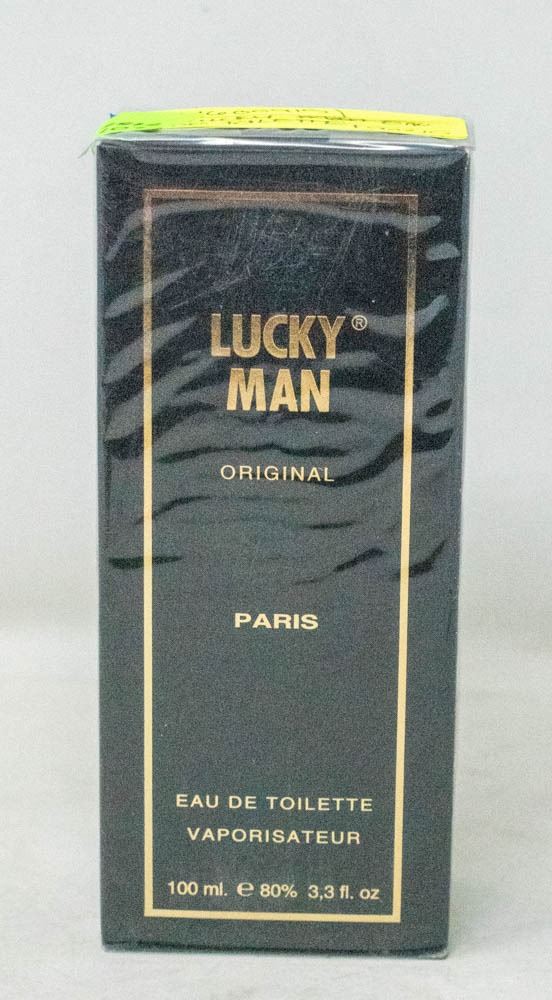 LUCKY®
MAN
ORIGINAL
PARIS
EAU DE TOILETTE
VAPORISATEUR
100 ml. ℮ 80% 3,3 fl. oz